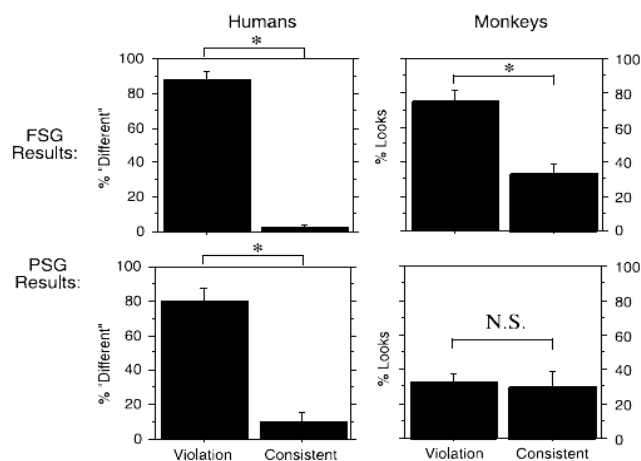 Humans Monkeys
FSG
Results:
% "Different"
100
80
60
40
20
0
*
% Looks
100
80
60
40
20
0
*
PSG
Results:
% "Different"
100
80
60
40
20
0
*
Violation Consistent
% Looks
100
80
60
40
20
0
N.S.
Violation Consistent